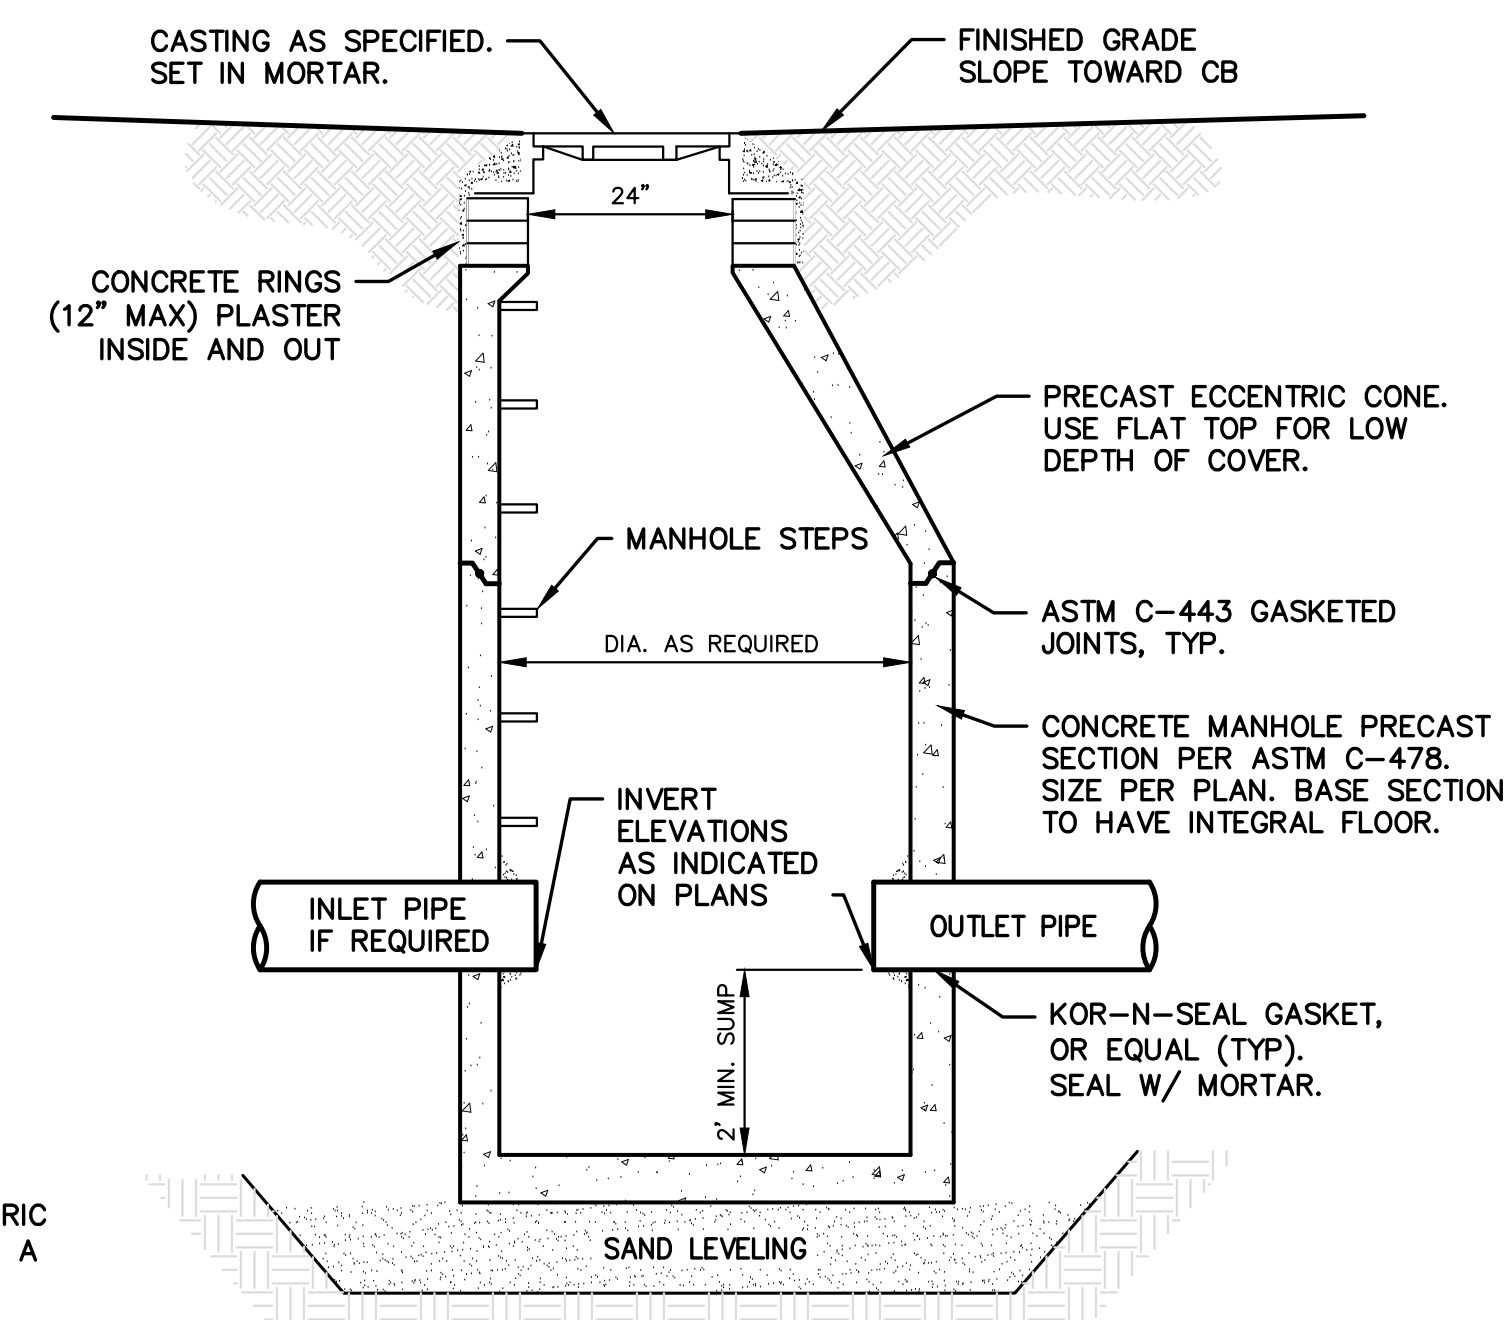 CASTING AS SPECIFIED.
SET IN MORTAR.
FINISHED GRADE
SLOPE TOWARD CB
24"
CONCRETE RINGS
(12" MAX) PLASTER
INSIDE AND OUT
PRECAST ECCENTRIC CONE.
USE FLAT TOP FOR LOW
DEPTH OF COVER.
MANHOLE STEPS
ASTM C-443 GASKETED
JOINTS, TYP.
DIA. AS REQUIRED
CONCRETE MANHOLE PRECAST
SECTION PER ASTM C-478.
SIZE PER PLAN. BASE SECTION
TO HAVE INTEGRAL FLOOR.
INVERT
ELEVATIONS
AS INDICATED
ON PLANS
INLET PIPE
IF REQUIRED
OUTLET PIPE
2' MIN. SUMP
KOR-N-SEAL GASKET,
OR EQUAL (TYP).
SEAL W/ MORTAR.
RIC
A
SAND LEVELING